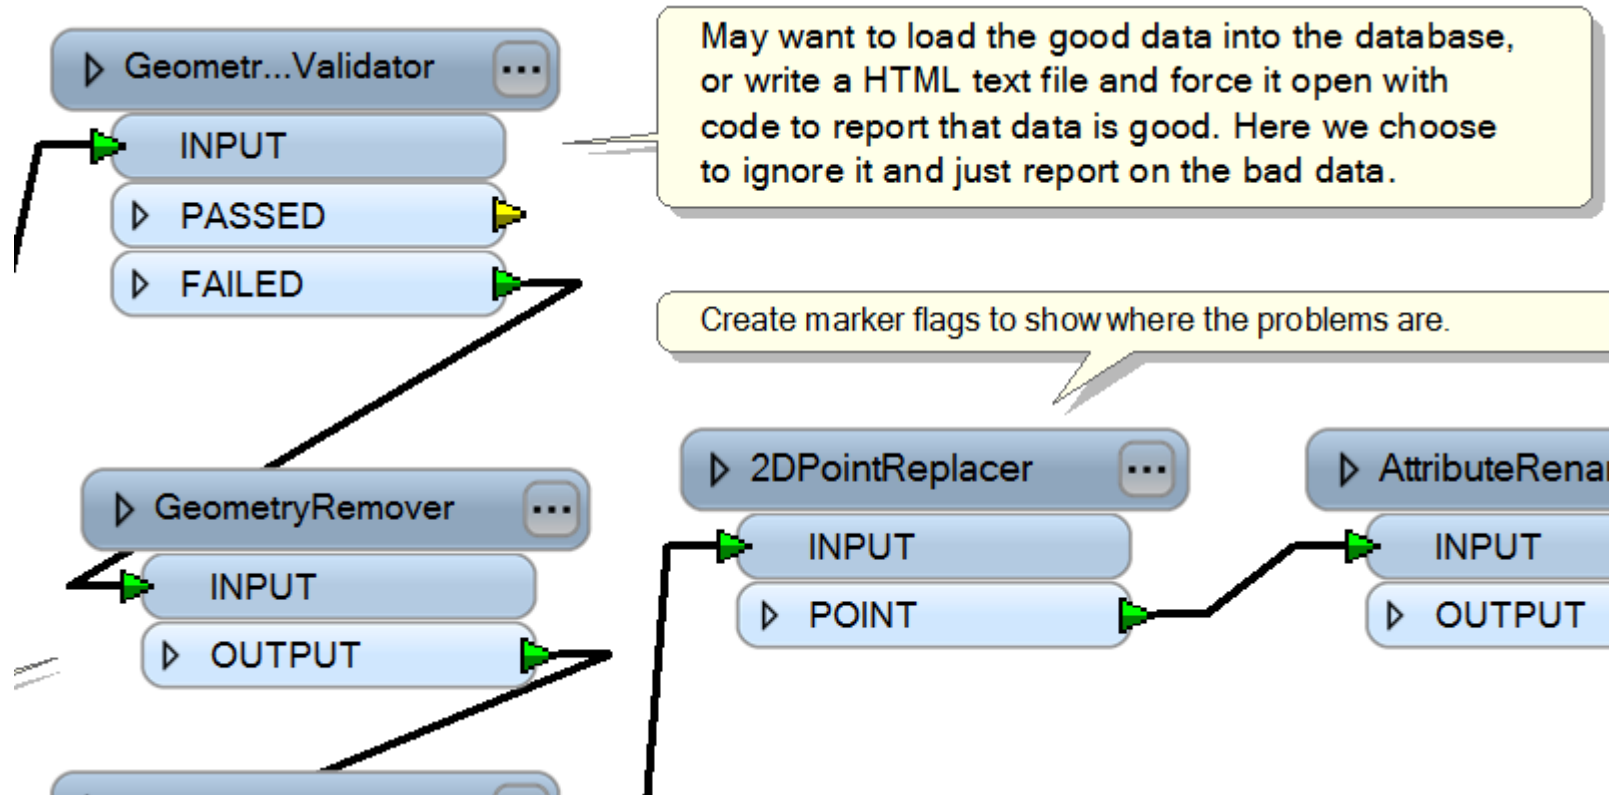 Geometr...Validator
INPUT
PASSED
FAILED
May want to load the good data into the database,
or write a HTML text file and force it open with
code to report that data is good. Here we choose
to ignore it and just report on the bad data.
Create marker flags to show where the problems are.
GeometryRemover
INPUT
OUTPUT
2DPointReplacer
INPUT
POINT
AttributeRenar
INPUT
OUTPUT